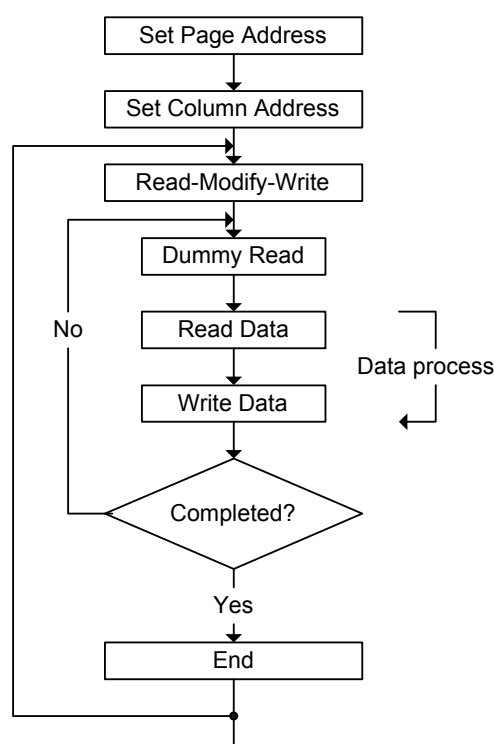 Set Page Address
Set Column Address
Read-Modify-Write
Dummy Read
No
Read Data
Data process
Write Data
Completed?
Yes
End